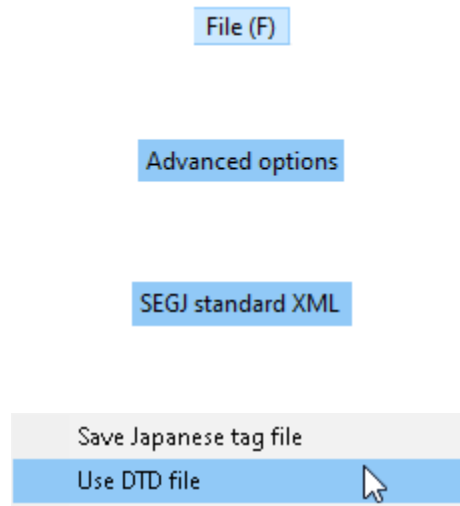 File (F)
Advanced options
SEGJ standard XML
Save Japanese tag file
Use DTD file